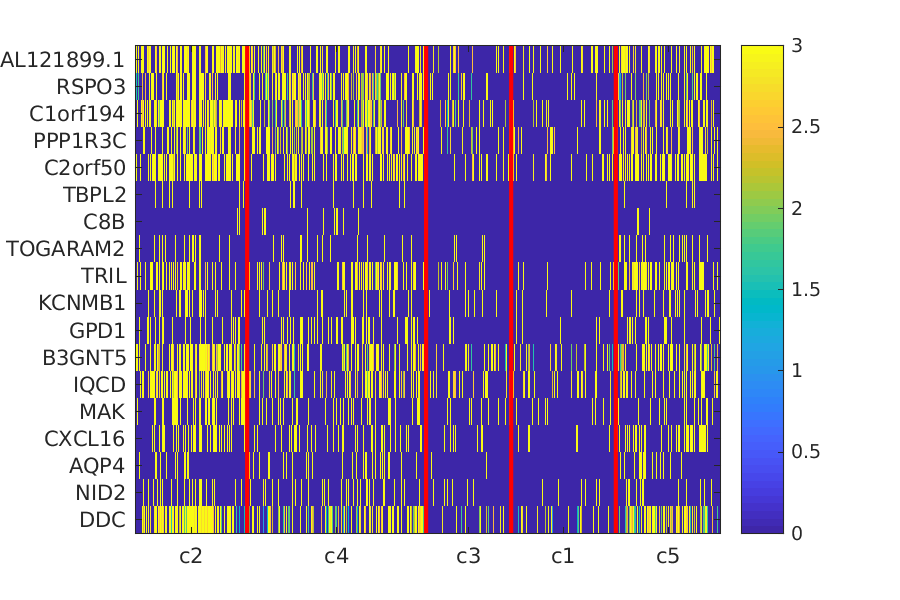 AL121899.1
RSPO3
C1orf194
PPP1R3C
C2orf50
TBPL2
C8B
TOGARAM2
TRIL
KCNMB1
GPD1
B3GNT5
IQCD
MAK
CXCL16
AQP4
NID2
DDC
c2 c4 c3 c1 c5
3
2.5
2
1.5
1
0.5
0